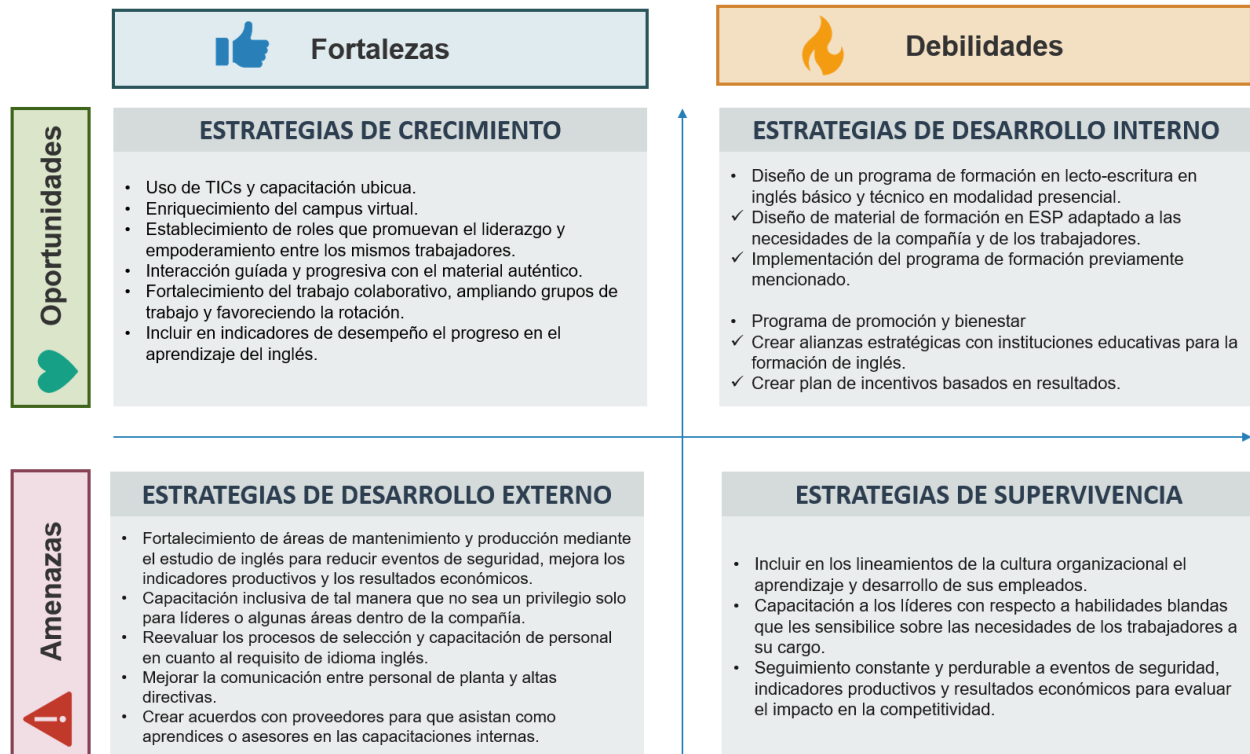 Fortalezas
Debilidades
Oportunidades
ESTRATEGIAS DE CRECIMIENTO
• Uso de TICs y capacitación ubicua.
• Enriquecimiento del campus virtual.
• Establecimiento de roles que promuevan el liderazgo y
empoderamiento entre los mismos trabajadores.
• Interacción guíada y progresiva con el material auténtico.
• Fortalecimiento del trabajo colaborativo, ampliando grupos de
trabajo y favoreciendo la rotación.
• Incluir en indicadores de desempeño el progreso en el
aprendizaje del inglés.
ESTRATEGIAS DE DESARROLLO INTERNO
• Diseño de un programa de formación en lecto-escritura en
inglés básico y técnico en modalidad presencial.
✓ Diseño de material de formación en ESP adaptado a las
necesidades de la compañía y de los trabajadores.
✓ Implementación del programa de formación previamente
mencionado.
• Programa de promoción y bienestar
✓ Crear alianzas estratégicas con instituciones educativas para la
formación de inglés.
✓ Crear plan de incentivos basados en resultados.
Amenazas
ESTRATEGIAS DE DESARROLLO EXTERNO
• Fortalecimiento de áreas de mantenimiento y producción mediante
el estudio de inglés para reducir eventos de seguridad, mejora los
indicadores productivos y los resultados económicos.
• Capacitación inclusiva de tal manera que no sea un privilegio solo
para líderes o algunas áreas dentro de la compañía.
• Reevaluar los procesos de selección y capacitación de personal
en cuanto al requisito de idioma inglés.
• Mejorar la comunicación entre personal de planta y altas
directivas.
• Crear acuerdos con proveedores para que asistan como
aprendices o asesores en las capacitaciones internas.
ESTRATEGIAS DE SUPERVIVENCIA
• Incluir en los lineamientos de la cultura organizacional el
aprendizaje y desarrollo de sus empleados.
• Capacitación a los líderes con respecto a habilidades blandas
que les sensibilice sobre las necesidades de los trabajadores a
su cargo.
• Seguimiento constante y perdurable a eventos de seguridad,
indicadores productivos y resultados económicos para evaluar
el impacto en la competitividad.